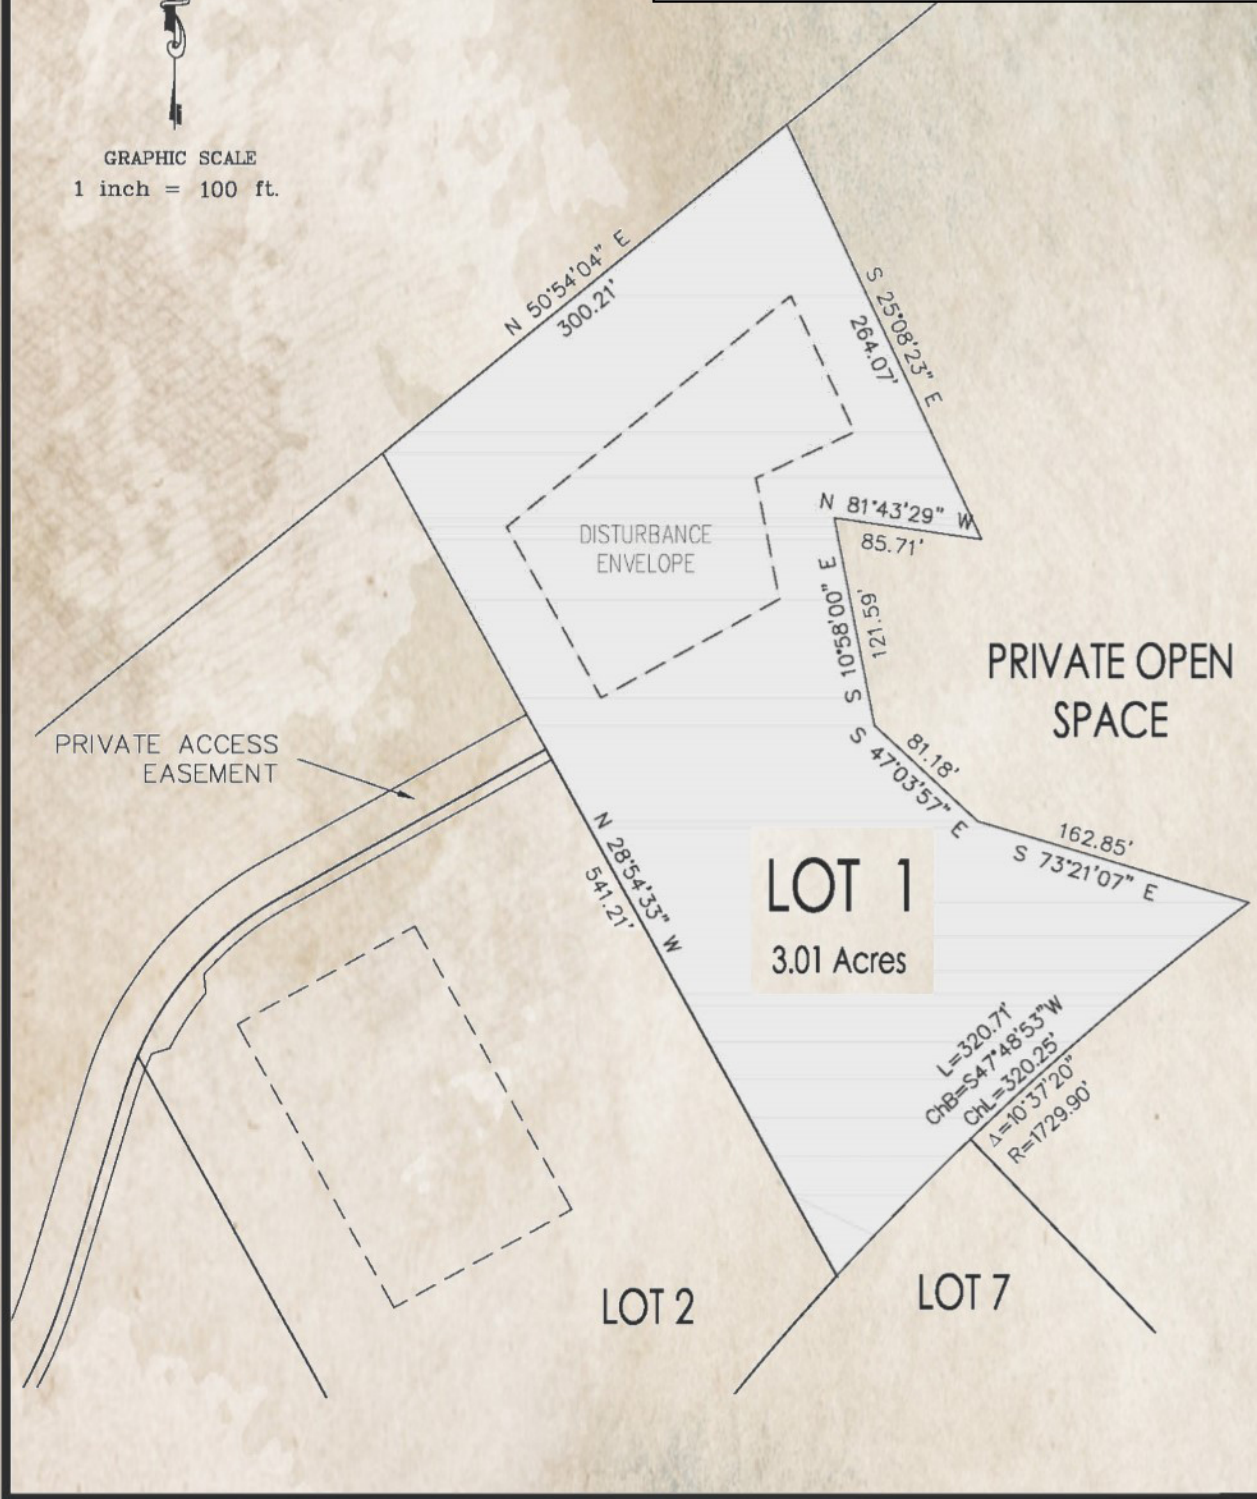 GRAPHIC SCALE
1 inch = 100 ft.
N 50°54'04" E
300.21'
S 25°08'23" E
264.07'
N 81°43'29" W
85.71'
DISTURBANCE
ENVELOPE
S 10°58'00" E
121.59'
PRIVATE OPEN
SPACE
PRIVATE ACCESS
EASEMENT
81.18'
S 47°03'57" E
162.85'
S 73°21'07" E
N 28°54'33" W
541.21'
LOT 1
3.01 Acres
L=320.71'
ChB=S47°48'53"W
ChL=320.25'
Δ=10°37'20"
R=1729.90'
LOT 2
LOT 7